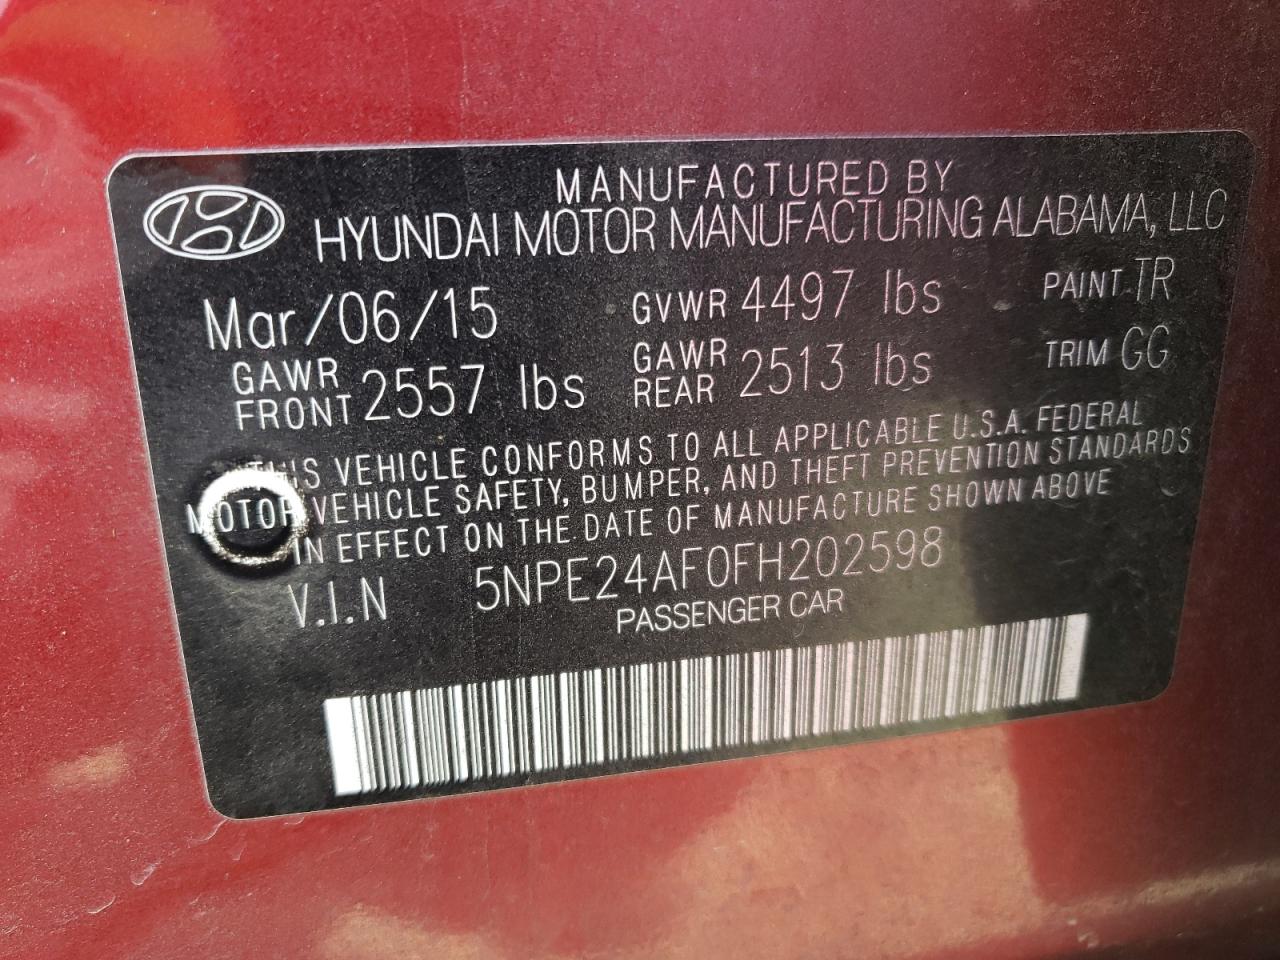 MANUFACTURED BY
HYUNDAI MOTOR MANUFACTURING ALABAMA, LLC
Mar/06/15 GVWR 4497 lbs PAINT TR
GAWR FRONT 2557 lbs GAWR REAR 2513 lbs TRIM GG
THIS VEHICLE CONFORMS TO ALL APPLICABLE U.S.A. FEDERAL
MOTOR VEHICLE SAFETY, BUMPER, AND THEFT PREVENTION STANDARDS
IN EFFECT ON THE DATE OF MANUFACTURE SHOWN ABOVE
V.I.N 5NPE24AF0FH202598
PASSENGER CAR